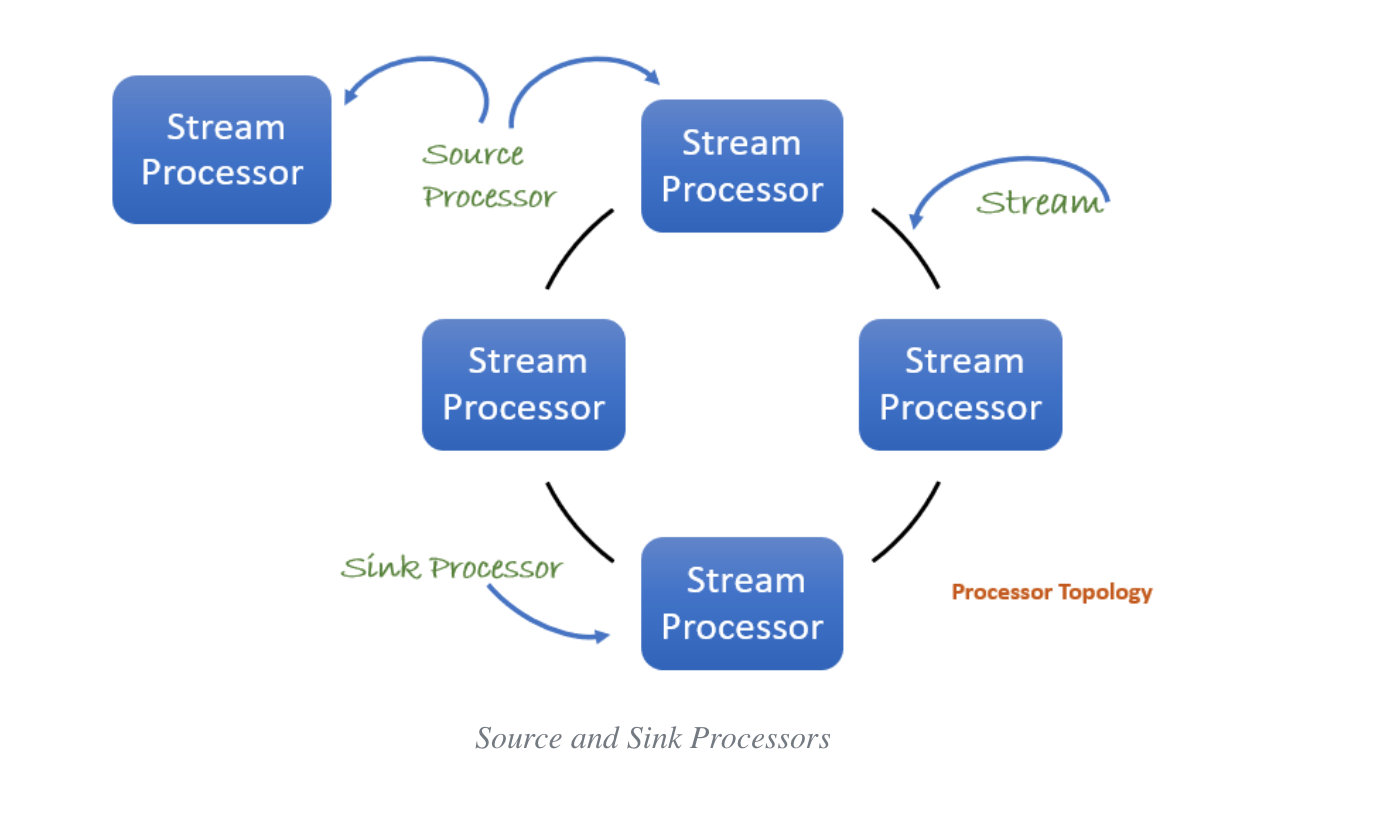 Stream
Processor
Source
Processor
Stream
Processor
Stream
Stream
Processor
Stream
Processor
Sink Processor
Stream
Processor
Processor Topology
Source and Sink Processors